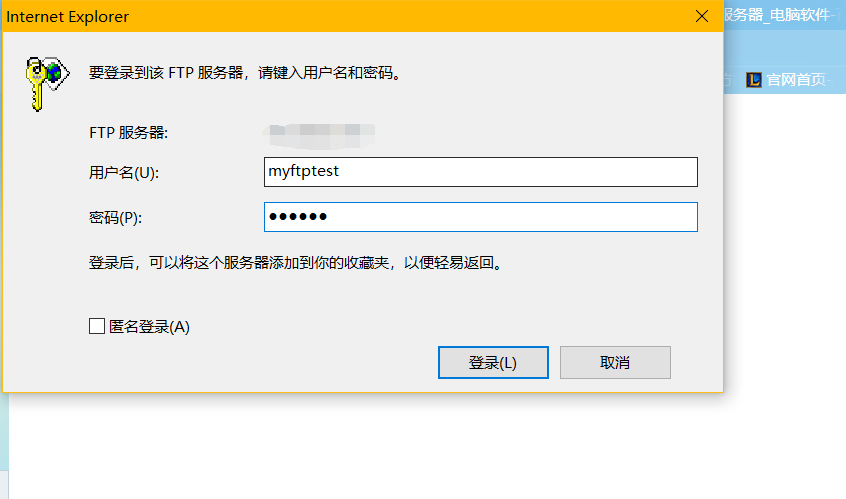 Internet Explorer
服务器_电脑软件-
要登录到该 FTP 服务器，请键入用户名和密码。
官网首页-
FTP 服务器:
用户名(U):
myftptest
密码(P):
●●●●●●
登录后，可以将这个服务器添加到你的收藏夹，以便轻易返回。
匿名登录(A)
登录(L)
取消